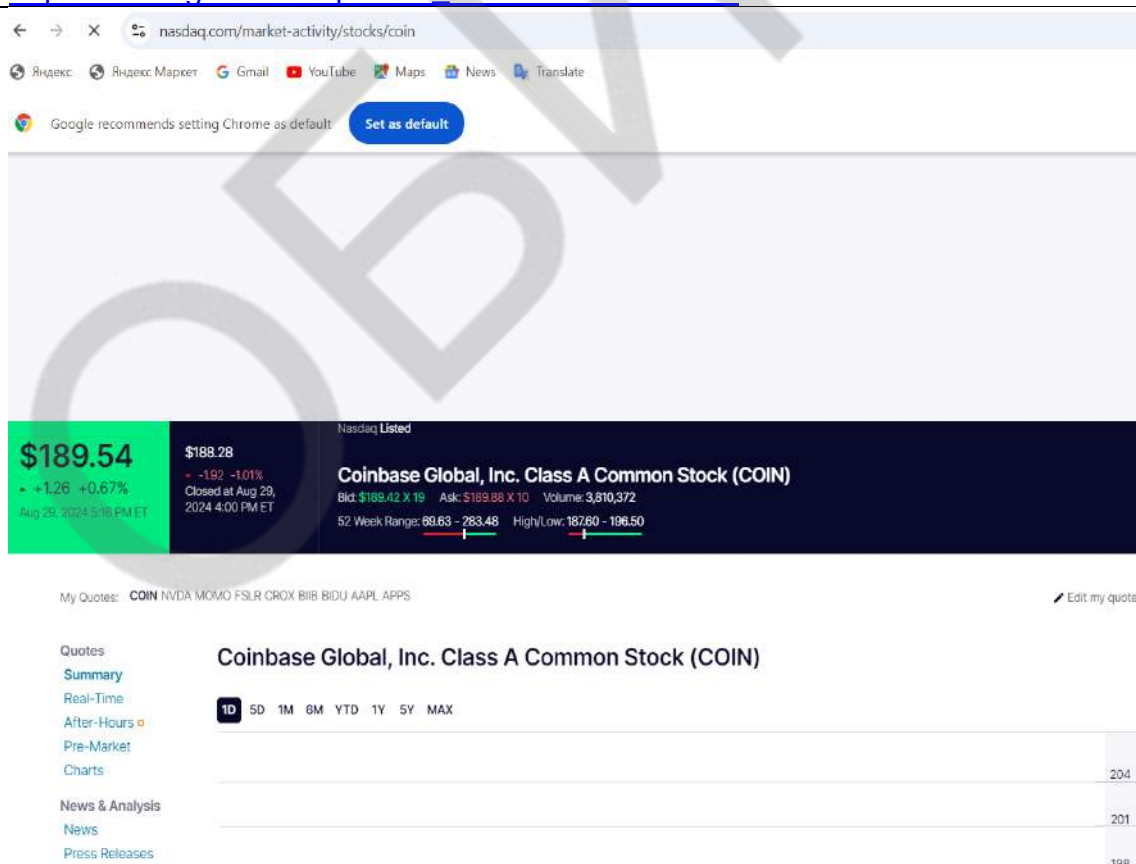 nasdaq.com/market-activity/stocks/coin
Яндекс Яндекс Маркет Gmail YouTube Maps News Translate
Google recommends setting Chrome as default Set as default
Nasdaq Listed
$189.54
+1.26 +0.67%
Aug 29, 2024 5:16 PM ET
$188.28
-1.92 -1.01%
Closed at Aug 29,
2024 4:00 PM ET
Coinbase Global, Inc. Class A Common Stock (COIN)
Bid: $189.42 X 19 Ask: $189.88 X 10 Volume: 3,810,372
52 Week Range: 69.63 - 283.48 High/Low: 187.60 - 196.50
My Quotes: COIN NVDA MOMO FSLR CROX BIIB BIDU AAPL APPS
Edit my quote
Quotes
Summary
Real-Time
After-Hours
Pre-Market
Charts
News & Analysis
News
Press Releases
Coinbase Global, Inc. Class A Common Stock (COIN)
1D 5D 1M 6M YTD 1Y 5Y MAX
204
201
198